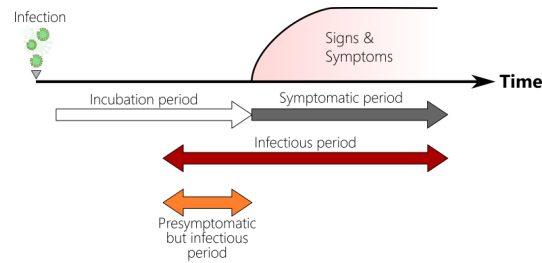 Infection
Signs &
Symptoms
Time
Incubation period
Symptomatic period
Infectious period
Presymptomatic
but infectious
period